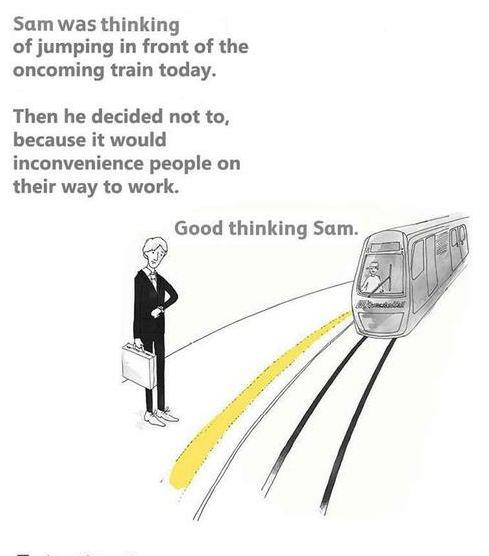 Sam was thinking
of jumping in front of the
oncoming train today.
Then he decided not to,
because it would
inconvenience people on
their way to work.
Good thinking Sam.